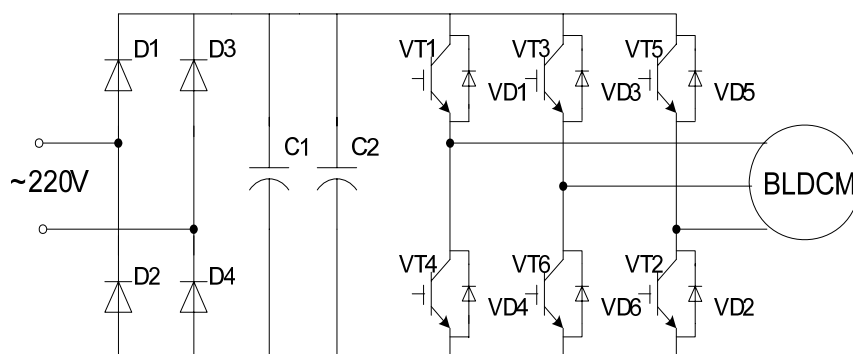 D1 D3 VT1 VT3 VT5
VD1 VD3 VD5
C1 C2
~220V
BLDCM
D2 D4 VT4 VT6 VT2
VD4 VD6 VD2